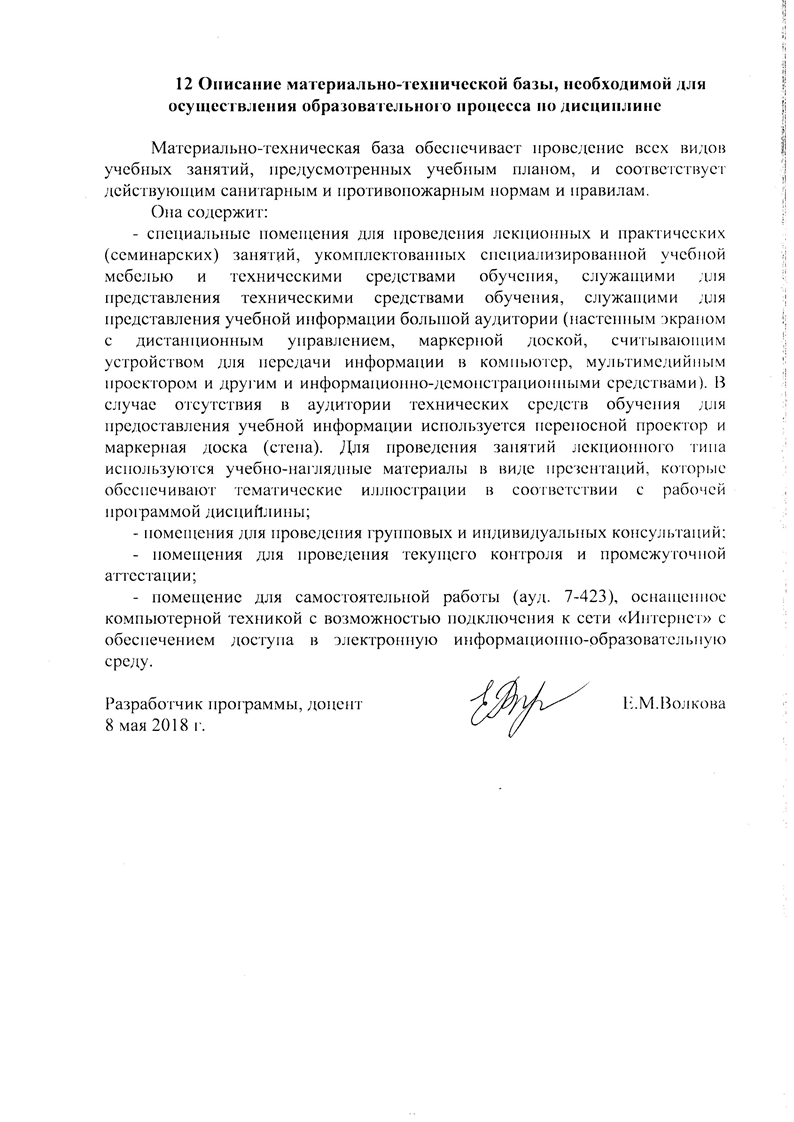 12 Описание материально-технической базы, необходимой для
осуществления образовательного процесса по дисциплине
Материально-техническая база обеспечивает проведение всех видов
учебных занятий, предусмотренных учебным планом, и соответствует
действующим санитарным и противопожарным нормам и правилам.
Она содержит:
- специальные помещения для проведения лекционных и практических
(семинарских) занятий, укомплектованных специализированной учебной
мебелью и техническими средствами обучения, служащими для
представления техническими средствами обучения, служащими для
представления учебной информации большой аудитории (настенным экраном
с дистанционным управлением, маркерной доской, считывающим
устройством для передачи информации в компьютер, мультимедийным
проектором и другим и информационно-демонстрационными средствами). В
случае отсутствия в аудитории технических средств обучения для
предоставления учебной информации используется переносной проектор и
маркерная доска (стена). Для проведения занятий лекционного типа
используются учебно-наглядные материалы в виде презентаций, которые
обеспечивают тематические иллюстрации в соответствии с рабочей
программой дисциплины;
- помещения для проведения групповых и индивидуальных консультаций;
- помещения для проведения текущего контроля и промежуточной
аттестации;
- помещение для самостоятельной работы (ауд. 7-423), оснащенное
компьютерной техникой с возможностью подключения к сети «Интернет» с
обеспечением доступа в электронную информационно-образовательную
среду.
Разработчик программы, доцент Е.М.Волкова
8 мая 2018 г.